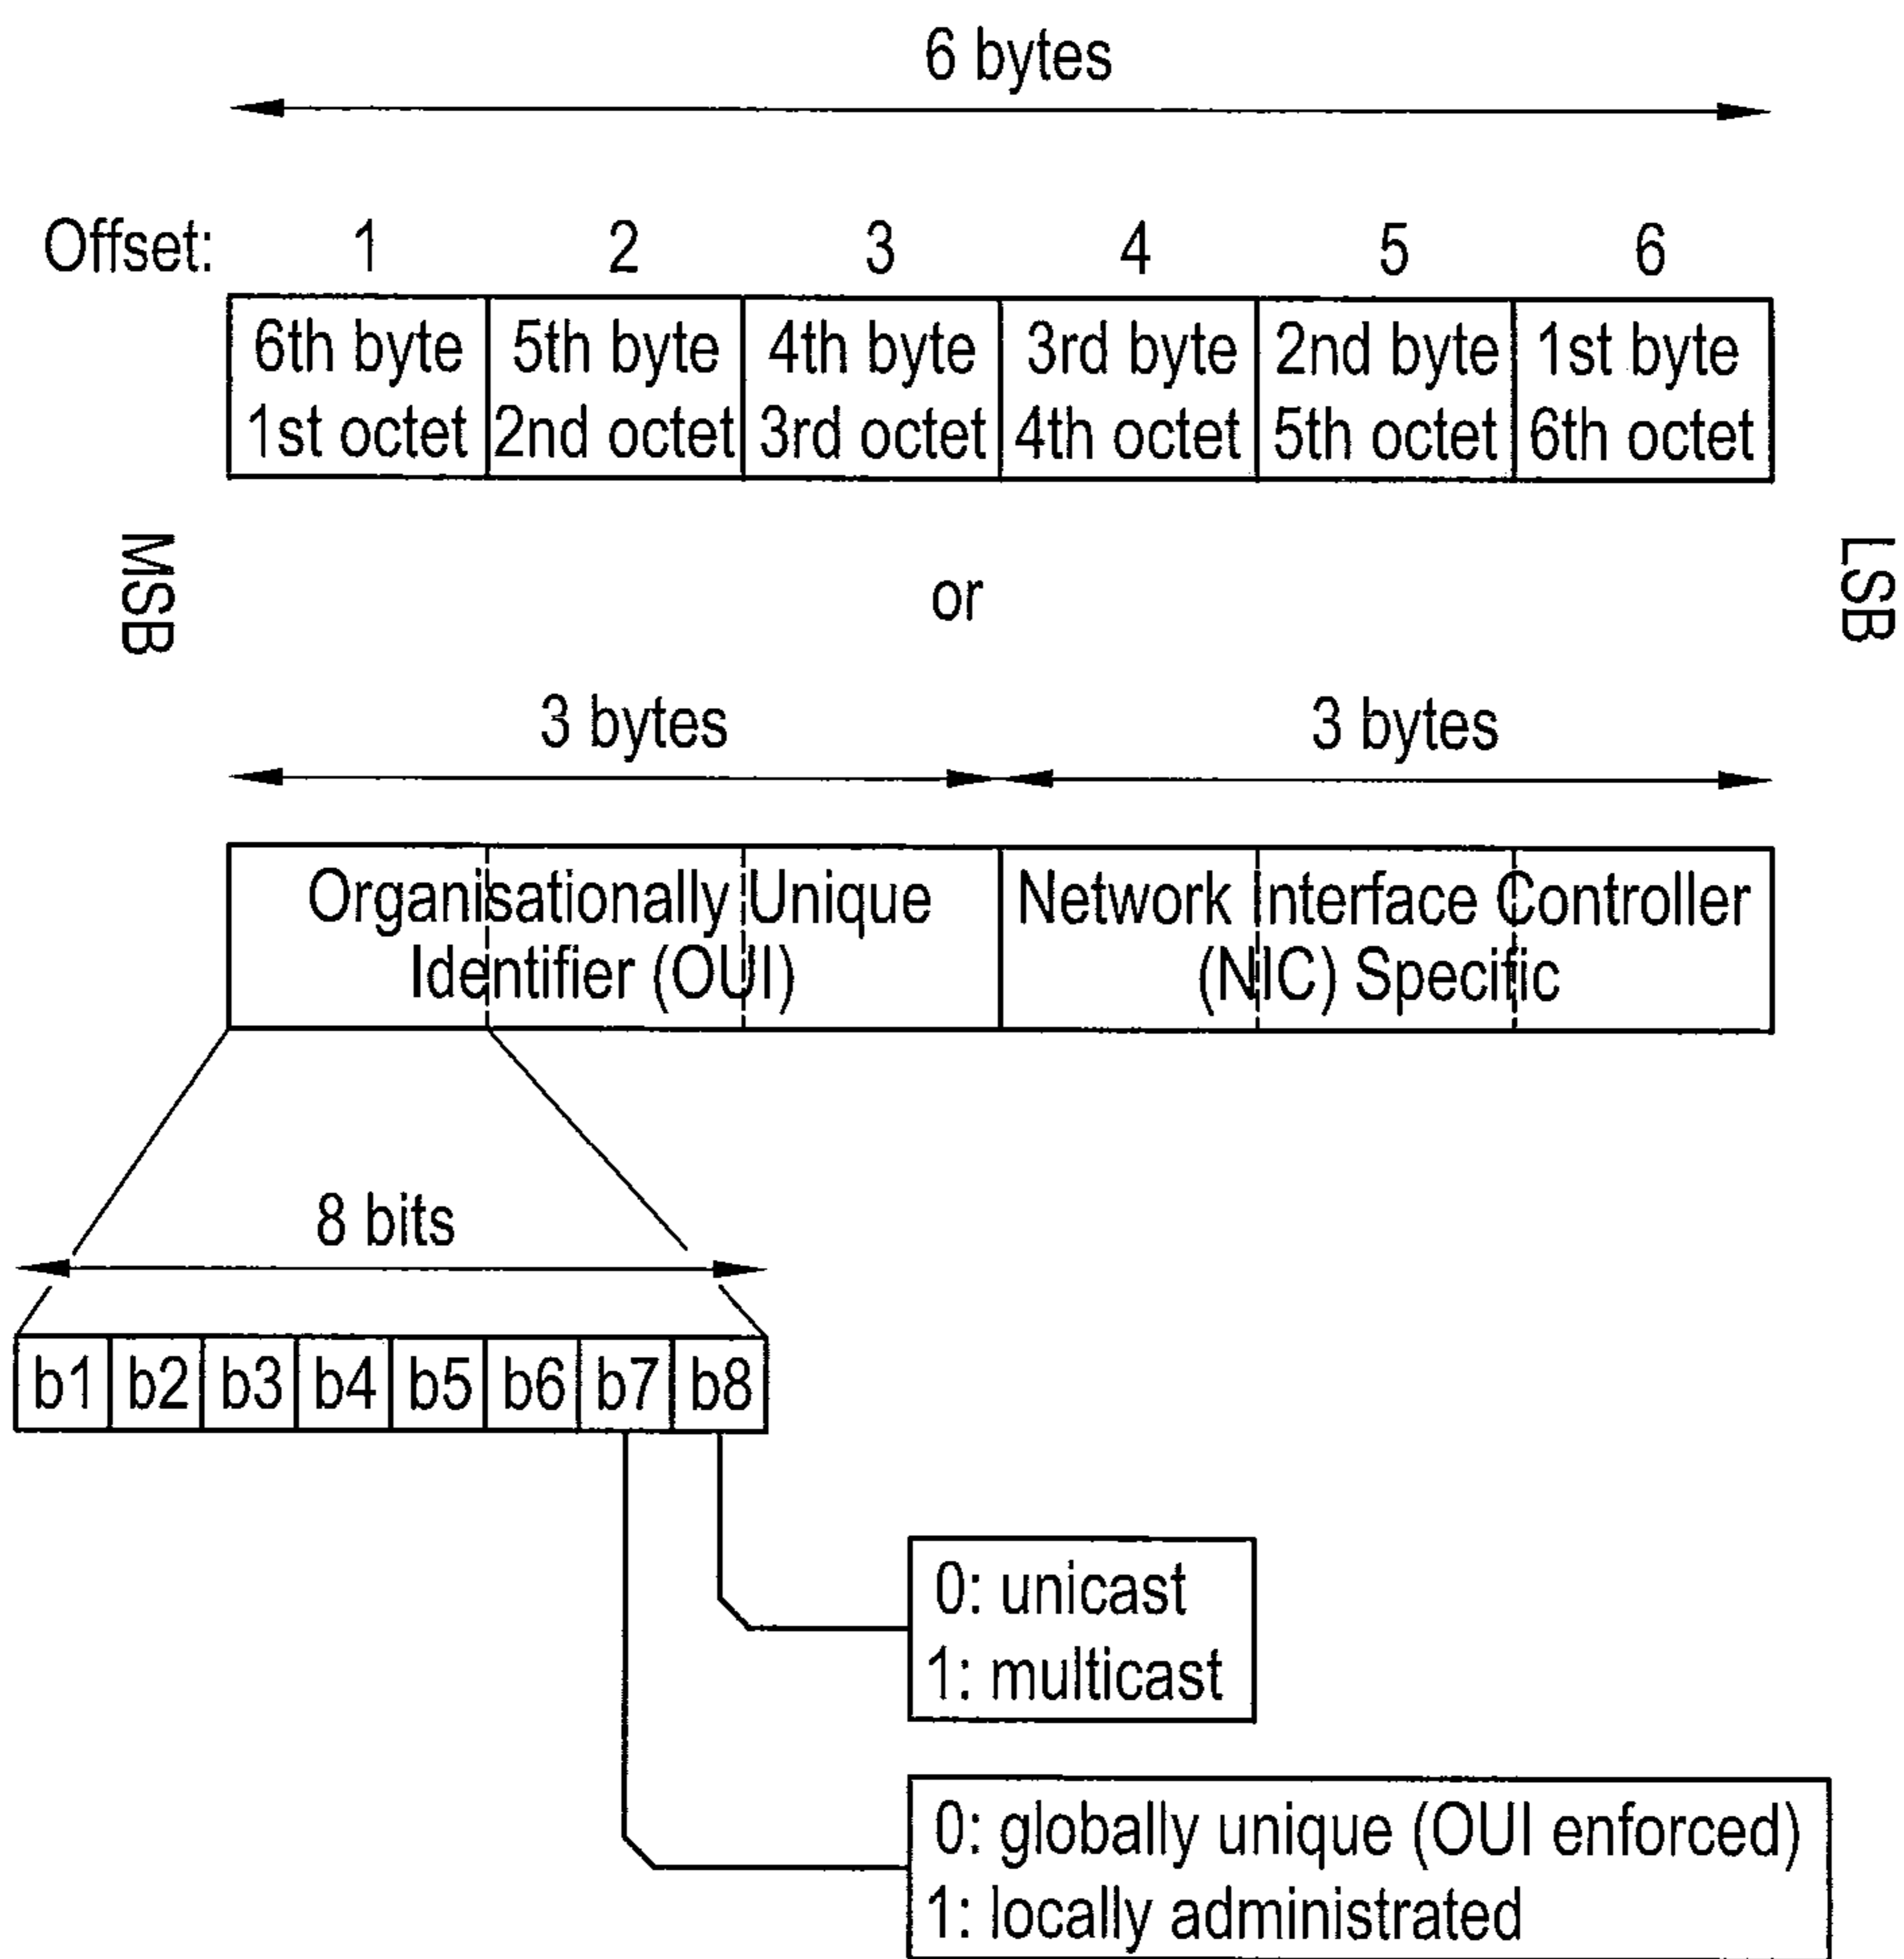 6 bytes
Offset: 1 2 3 4 5 6
6th byte 5th byte 4th byte 3rd byte 2nd byte 1st byte
1st octet 2nd octet 3rd octet 4th octet 5th octet 6th octet
MSB
or
LSB
3 bytes 3 bytes
Organisationally Unique
Identifier (OUI)
Network Interface Controller
(NIC) Specific
8 bits
b1 b2 b3 b4 b5 b6 b7 b8
0: unicast
1: multicast
0: globally unique (OUI enforced)
1: locally administrated